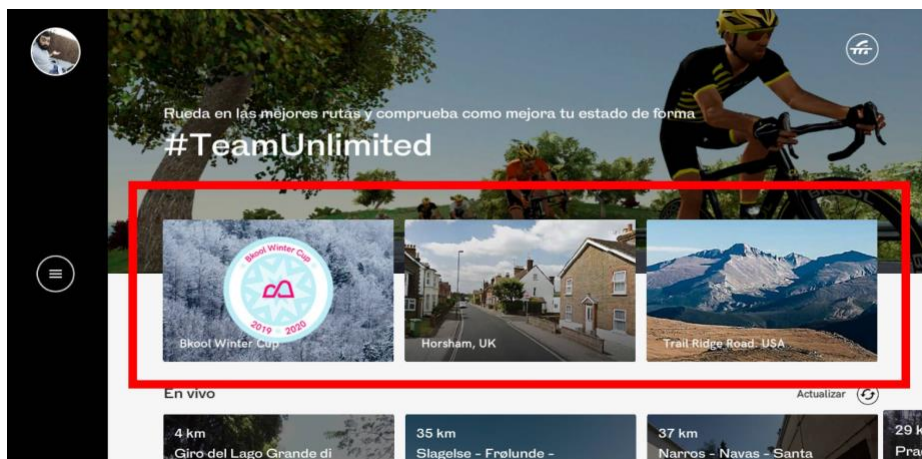 Rueda en las mejores rutas y comprueba como mejora tu estado de forma
#TeamUnlimited
Bkool Winter Cup
2019 - 2020
Bkool Winter Cup
Horsham, UK
Trail Ridge Road. USA
En vivo
Actualizar
4 km
Giro del Lago Grande di
35 km
Slagelse - Frølunde -
37 km
Narros - Navas - Santa
29 k
Pra